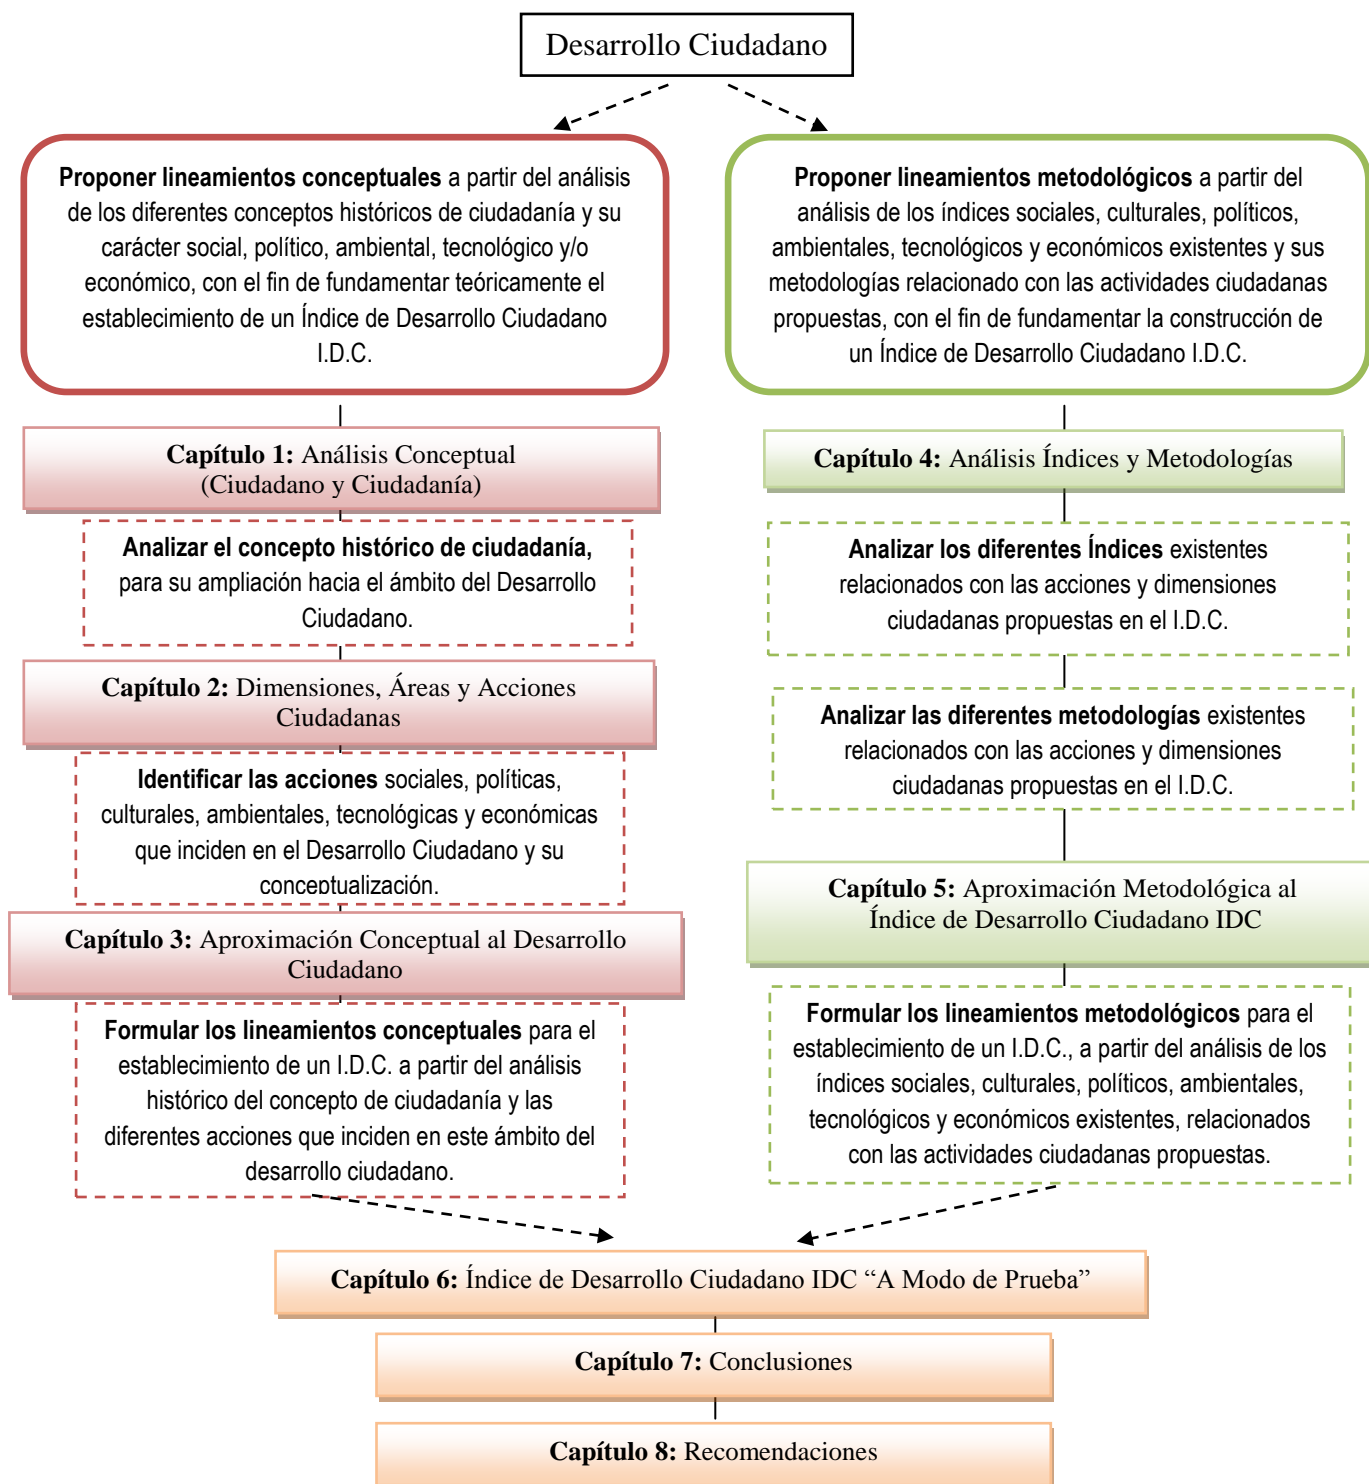 Desarrollo Ciudadano
Proponer lineamientos conceptuales a partir del análisis
de los diferentes conceptos históricos de ciudadanía y su
carácter social, político, ambiental, tecnológico y/o
económico, con el fin de fundamentar teóricamente el
establecimiento de un Índice de Desarrollo Ciudadano
I.D.C.
Capítulo 1: Análisis Conceptual
(Ciudadano y Ciudadanía)
Analizar el concepto histórico de ciudadanía,
para su ampliación hacia el ámbito del Desarrollo
Ciudadano.
Capítulo 2: Dimensiones, Áreas y Acciones
Ciudadanas
Identificar las acciones sociales, políticas,
culturales, ambientales, tecnológicas y económicas
que inciden en el Desarrollo Ciudadano y su
conceptualización.
Capítulo 3: Aproximación Conceptual al Desarrollo
Ciudadano
Formular los lineamientos conceptuales para el
establecimiento de un I.D.C. a partir del análisis
histórico del concepto de ciudadanía y las
diferentes acciones que inciden en este ámbito del
desarrollo ciudadano.
Proponer lineamientos metodológicos a partir del
análisis de los índices sociales, culturales, políticos,
ambientales, tecnológicos y económicos existentes y sus
metodologías relacionado con las actividades ciudadanas
propuestas, con el fin de fundamentar la construcción de
un Índice de Desarrollo Ciudadano I.D.C.
Capítulo 4: Análisis Índices y Metodologías
Analizar los diferentes Índices existentes
relacionados con las acciones y dimensiones
ciudadanas propuestas en el I.D.C.
Analizar las diferentes metodologías existentes
relacionados con las acciones y dimensiones
ciudadanas propuestas en el I.D.C.
Capítulo 5: Aproximación Metodológica al
Índice de Desarrollo Ciudadano IDC
Formular los lineamientos metodológicos para el
establecimiento de un I.D.C., a partir del análisis de los
índices sociales, culturales, políticos, ambientales,
tecnológicos y económicos existentes, relacionados
con las actividades ciudadanas propuestas.
Capítulo 6: Índice de Desarrollo Ciudadano IDC “A Modo de Prueba”
Capítulo 7: Conclusiones
Capítulo 8: Recomendaciones